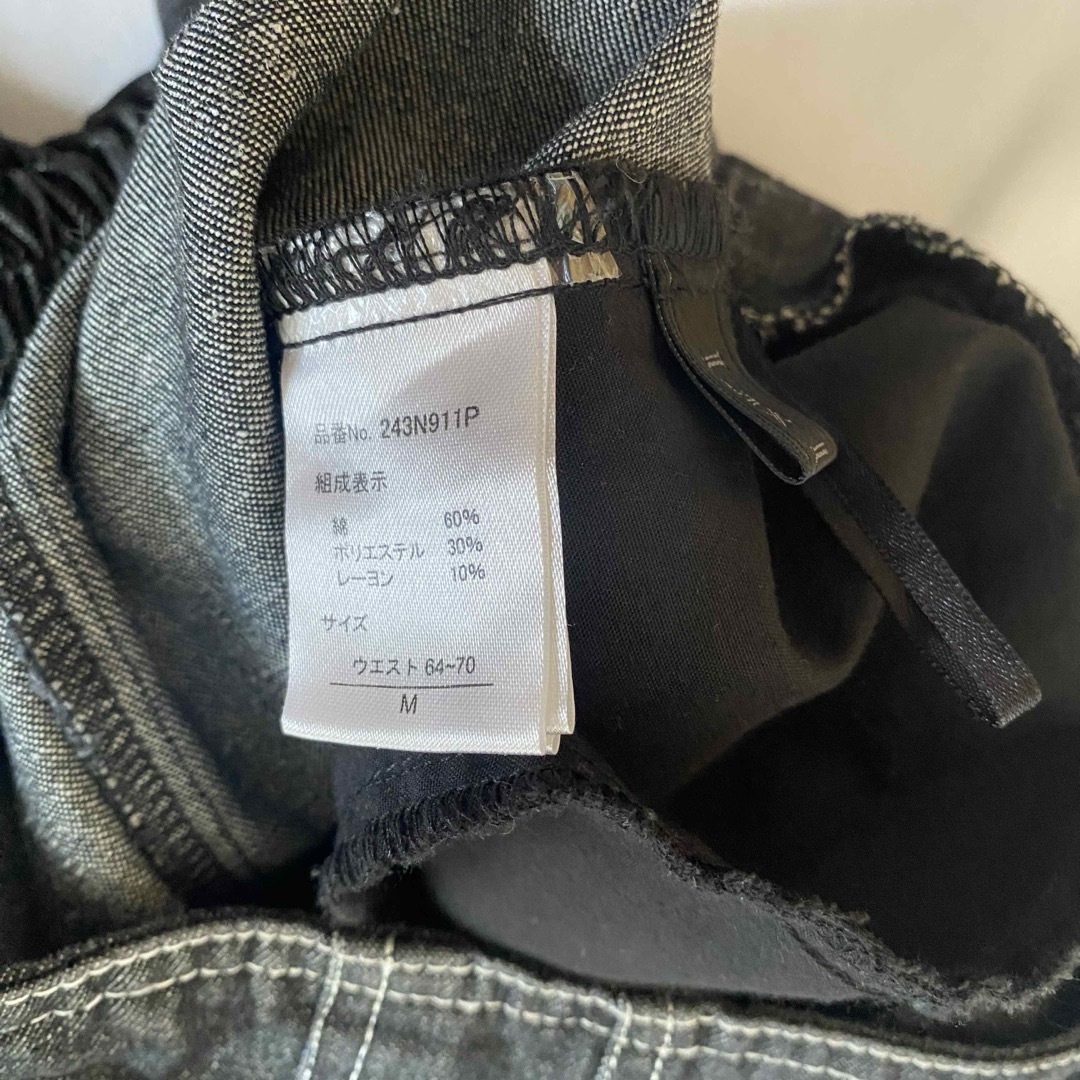 品番No. 243N911P
組成表示
綿 60%
ポリエステル 30%
レーヨン 10%
サイズ
ウエスト 64~70
M